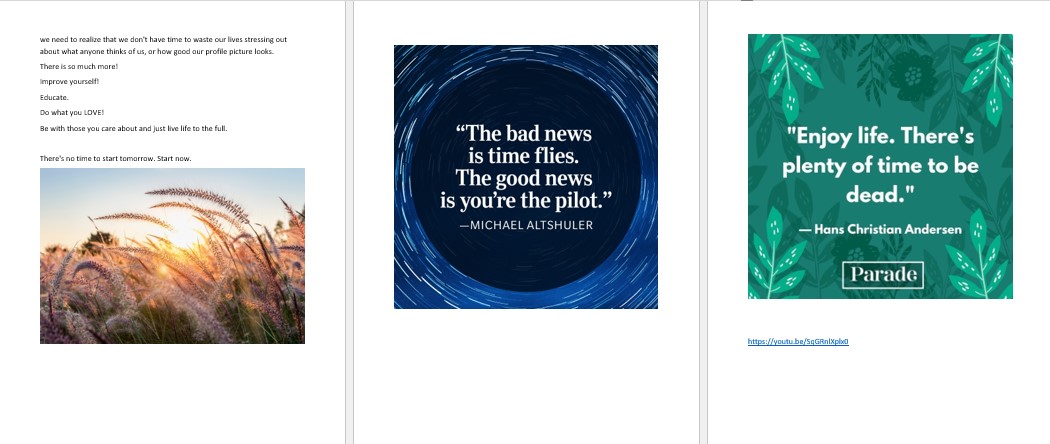 we need to realize that we don't have time to waste our lives stressing out
about what anyone thinks of us, or how good our profile picture looks.
There is so much more!
Improve yourself!
Educate.
Do what you LOVE!
Be with those you care about and just live life to the full.
There's no time to start tomorrow. Start now.
“The bad news
is time flies.
The good news
is you’re the pilot.”
—MICHAEL ALTSHULER
"Enjoy life. There's
plenty of time to be
dead."
— Hans Christian Andersen
Parade